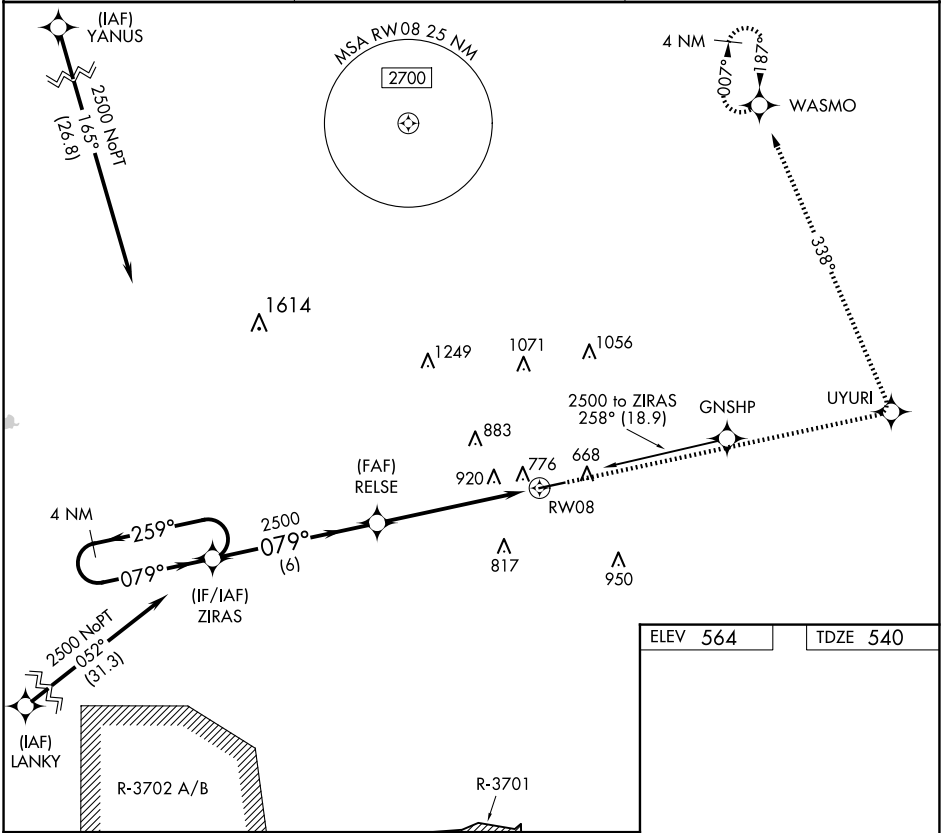 (IAF)
YANUS
2500 NoPT
165°
(26.8)
MSA RW08 25 NM
2700
4 NM
007°
187°
WASMO
338°
1614
1249
1071
1056
2500 to ZIRAS
258° (18.9)
GNSHP
UYURI
883
920
776
668
(FAF)
RELSE
RW08
4 NM
259°
079°
2500
079°
(6)
(IF/IAF)
ZIRAS
817
950
2500 NoPT
052°
(31.3)
(IAF)
LANKY
R-3702 A/B
R-3701
ELEV 564
TDZE 540